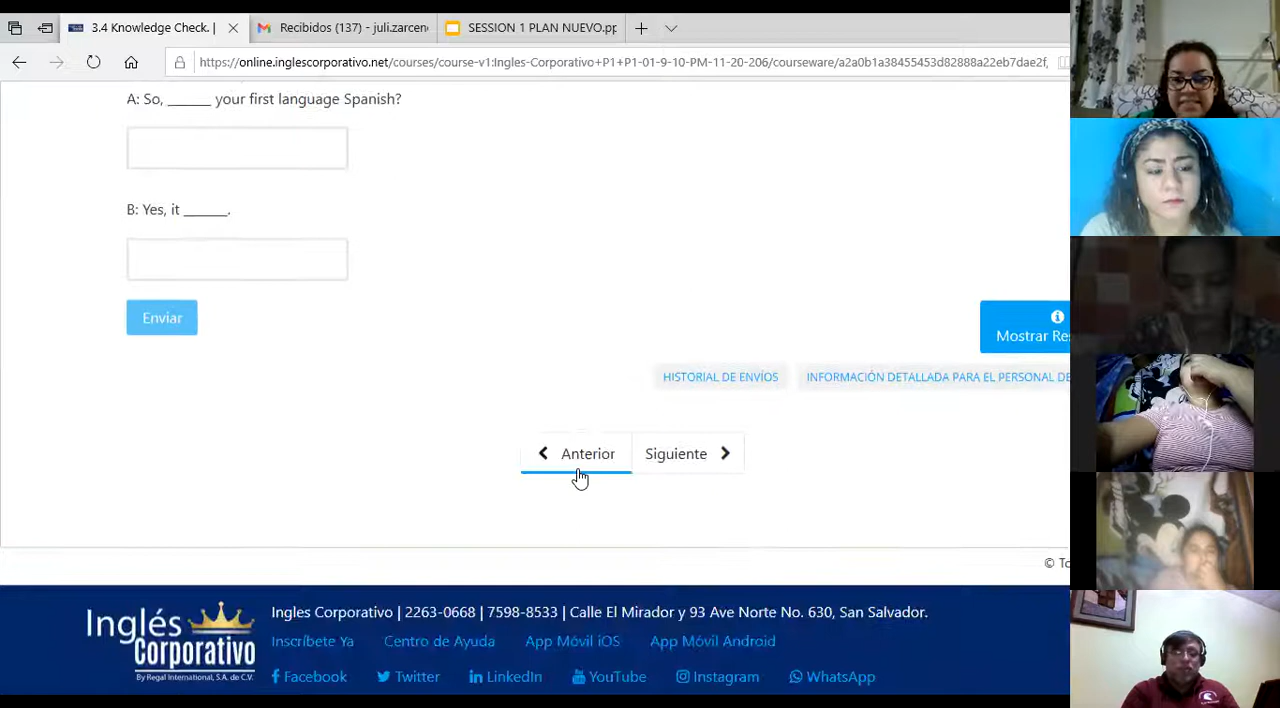 3.4 Knowledge Check. |
Recibidos (137) - juli.zarcen
SESSION 1 PLAN NUEVO.pp
https://online.inglescorporativo.net/courses/course-v1:Ingles-Corporativo+P1+P1-01-9-10-PM-11-20-206/courseware/a2a0b1a38455453d82888a22eb7dae2f,
A: So, ______ your first language Spanish?
B: Yes, it ______.
Enviar
Mostrar Re
HISTORIAL DE ENVÍOS
INFORMACIÓN DETALLADA PARA EL PERSONAL DE
Anterior
Siguiente
© To
Inglés
Corporativo
By Regal International, S.A. de C.V.
Ingles Corporativo | 2263-0668 | 7598-8533 | Calle El Mirador y 93 Ave Norte No. 630, San Salvador.
Inscríbete Ya Centro de Ayuda App Móvil iOS App Móvil Android
Facebook Twitter LinkedIn YouTube Instagram WhatsApp